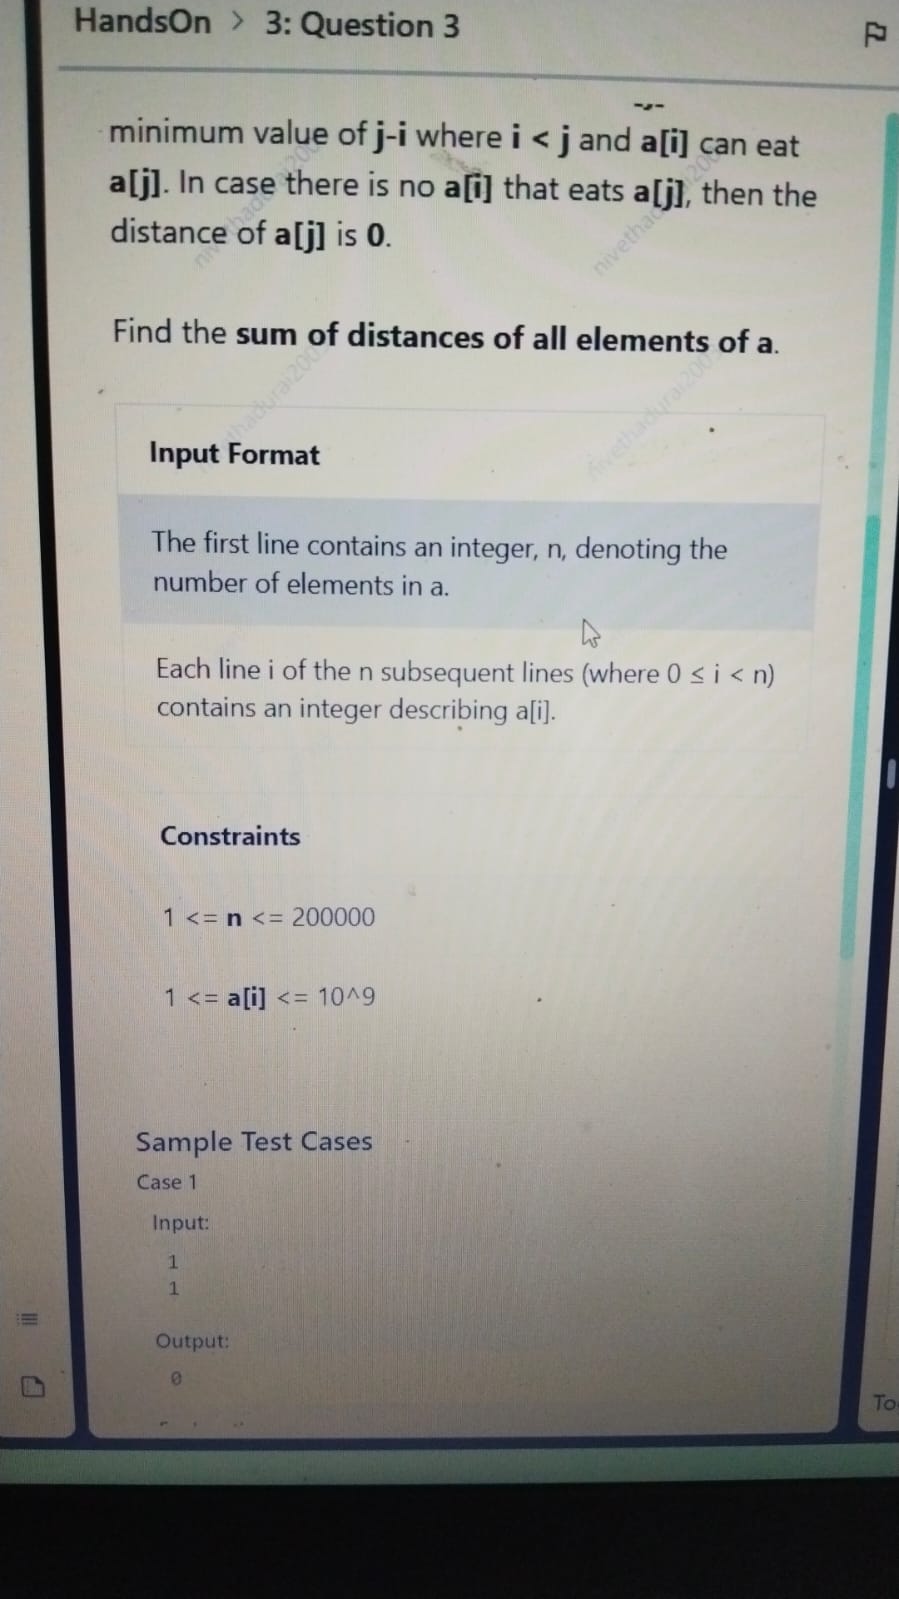 HandsOn > 3: Question 3
minimum value of j-i where i < j and a[i] can eat
a[j]. In case there is no a[i] that eats a[j], then the
distance of a[j] is 0.
Find the sum of distances of all elements of a.
Input Format
The first line contains an integer, n, denoting the
number of elements in a.
Each line i of the n subsequent lines (where 0 ≤ i < n)
contains an integer describing a[i].
Constraints
1 <= n <= 200000
1 <= a[i] <= 10^9
Sample Test Cases
Case 1
Input:
1
1
Output:
0
To